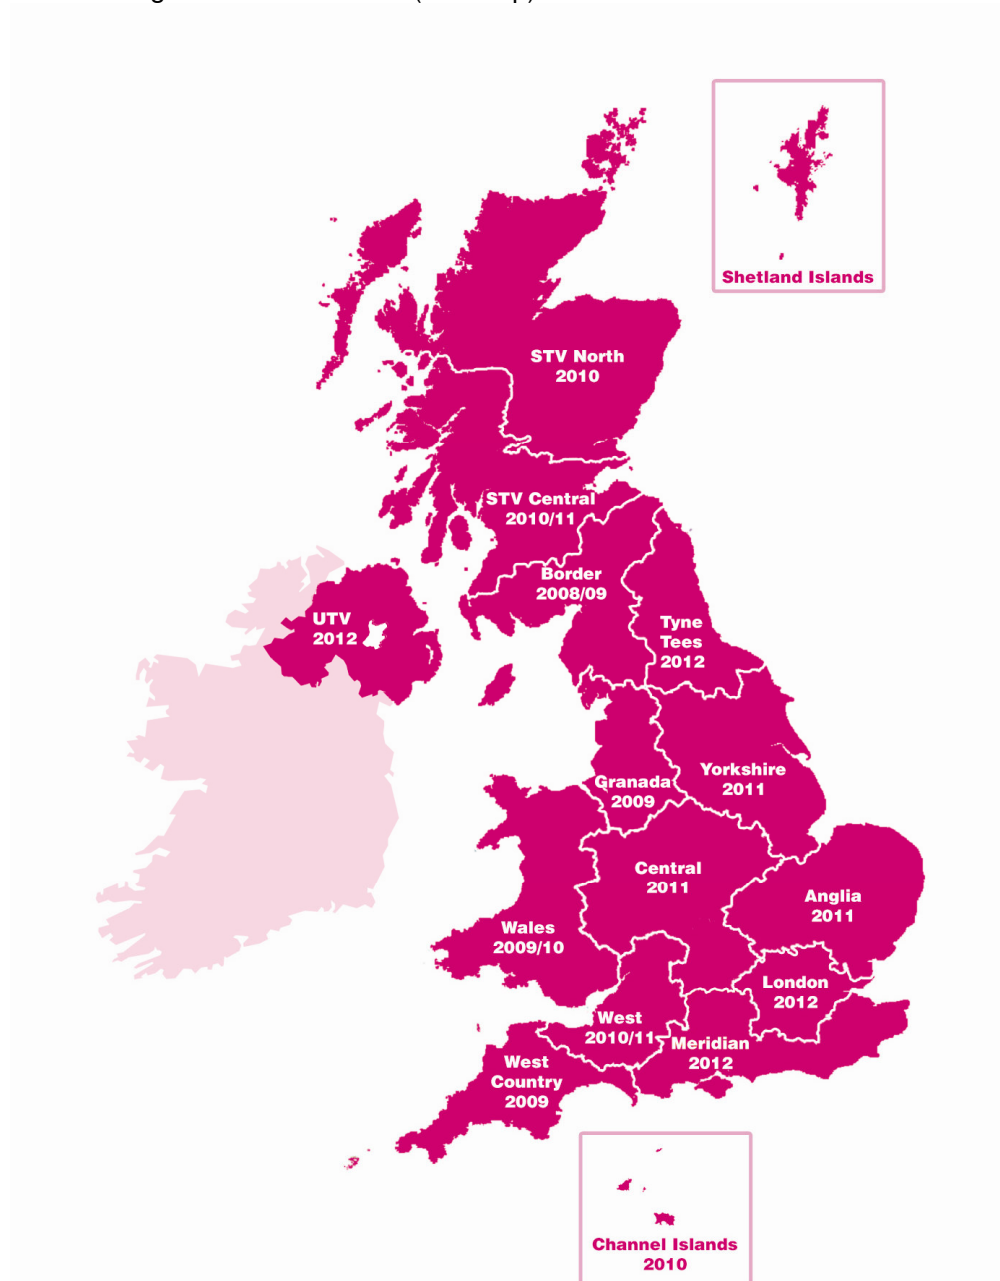 Shetland Islands
STV North
2010
STV Central
2010/11
Border
2008/09
UTV
2012
Tyne
Tees
2012
Granada
2009
Yorkshire
2011
Central
2011
Anglia
2011
Wales
2009/10
London
2012
West
2010/11
Meridian
2012
West
Country
2009
Channel Islands
2010